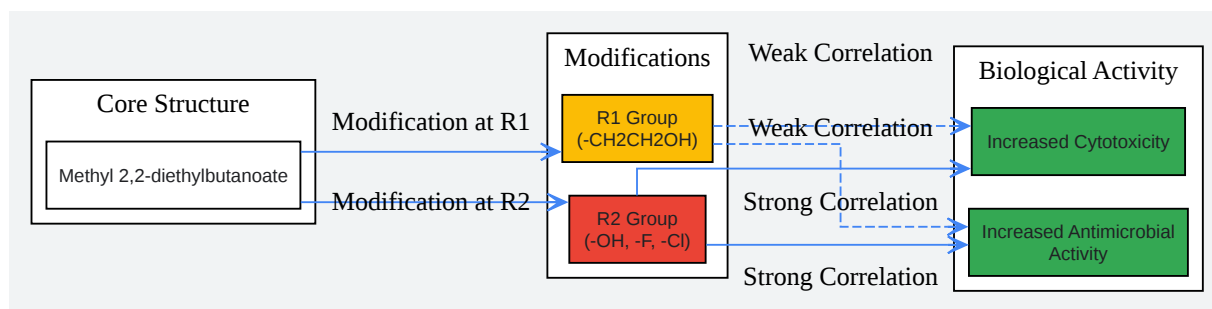 Core Structure
Methyl 2,2-diethylbutanoate
Modification at R1
Modification at R2
Modifications
R1 Group
(-CH2CH2OH)
R2 Group
(-OH, -F, -Cl)
Weak Correlation
Weak Correlation
Strong Correlation
Strong Correlation
Biological Activity
Increased Cytotoxicity
Increased Antimicrobial
Activity